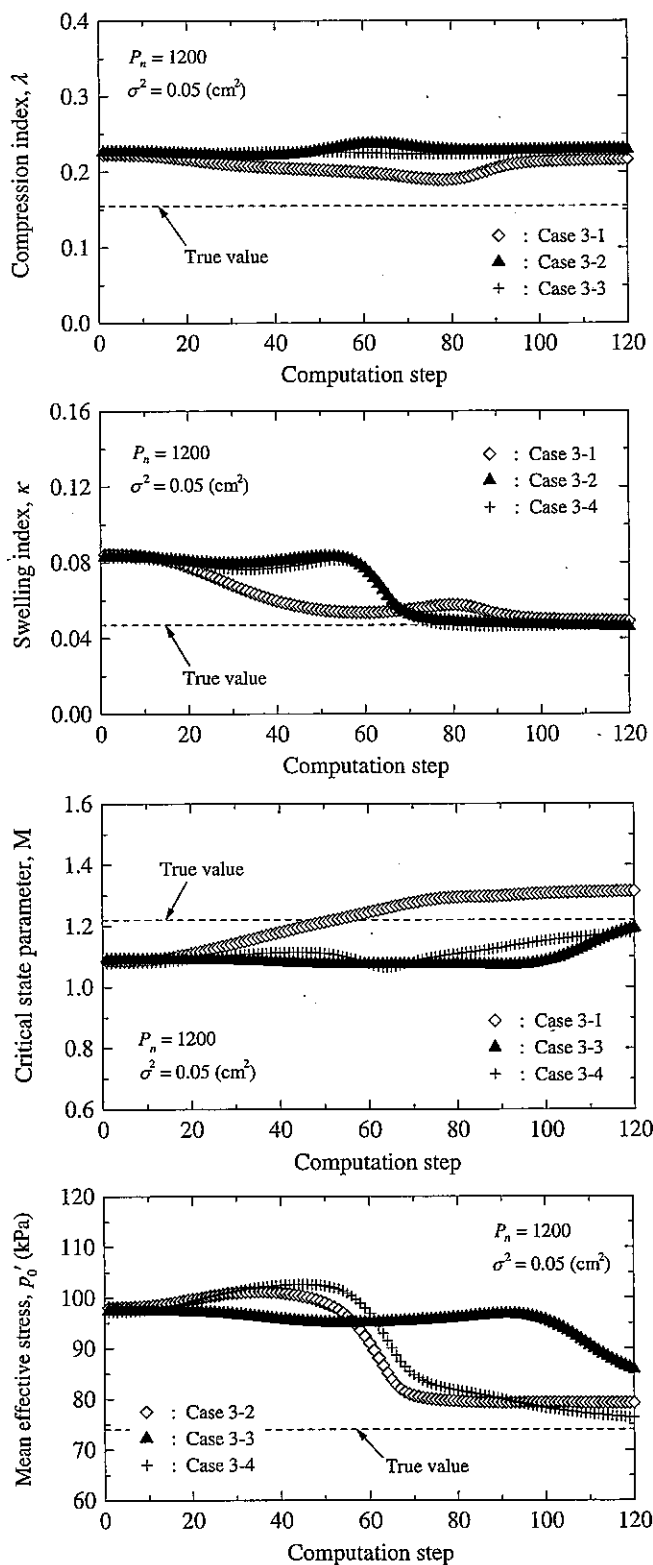 Compression index, λ
0.4
0.3
0.2
0.1
0.0
Pn = 1200
σ² = 0.05 (cm²)
True value
◇ : Case 3-1
▲ : Case 3-2
+ : Case 3-3
0 20 40 60 80 100 120
Computation step
Swelling index, κ
0.16
0.12
0.08
0.04
0.00
Pn = 1200
σ² = 0.05 (cm²)
◇ : Case 3-1
▲ : Case 3-2
+ : Case 3-4
True value
0 20 40 60 80 100 120
Computation step
Critical state parameter, M
1.6
1.4
1.2
1.0
0.8
0.6
True value
Pn = 1200
σ² = 0.05 (cm²)
◇ : Case 3-1
▲ : Case 3-3
+ : Case 3-4
0 20 40 60 80 100 120
Computation step
Mean effective stress, p₀′ (kPa)
120
110
100
90
80
70
60
Pn = 1200
σ² = 0.05 (cm²)
◇ : Case 3-2
▲ : Case 3-3
+ : Case 3-4
True value
0 20 40 60 80 100 120
Computation step